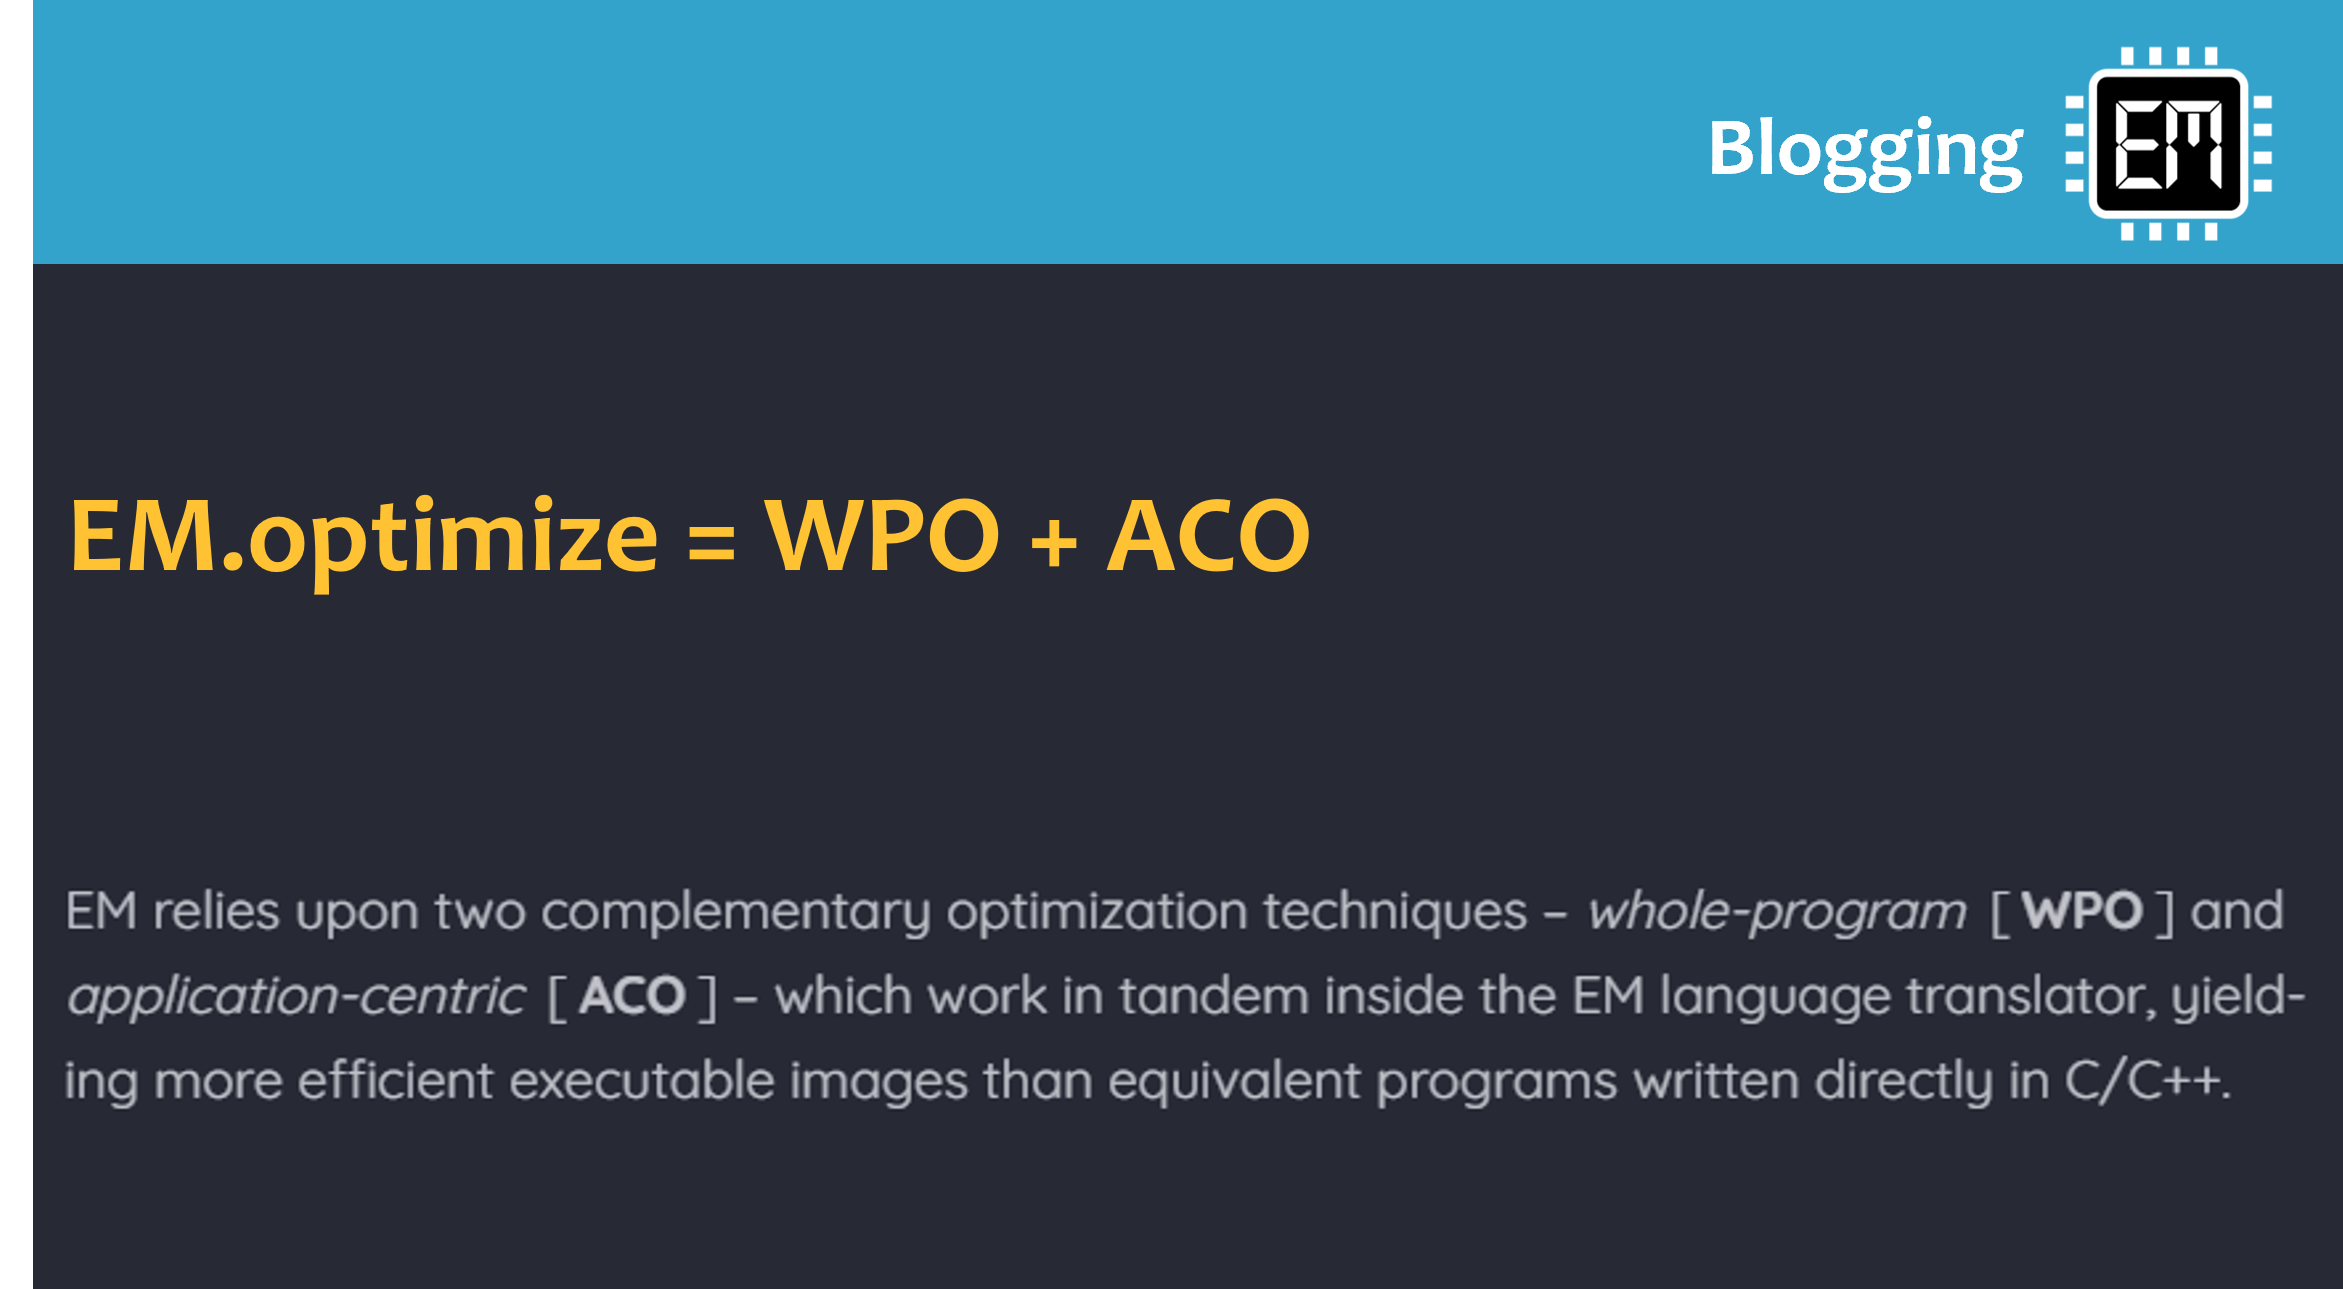 Blogging EM
EM.optimize = WPO + ACO
EM relies upon two complementary optimization techniques – whole-program [ WPO ] and
application-centric [ ACO ] – which work in tandem inside the EM language translator, yield-
ing more efficient executable images than equivalent programs written directly in C/C++.